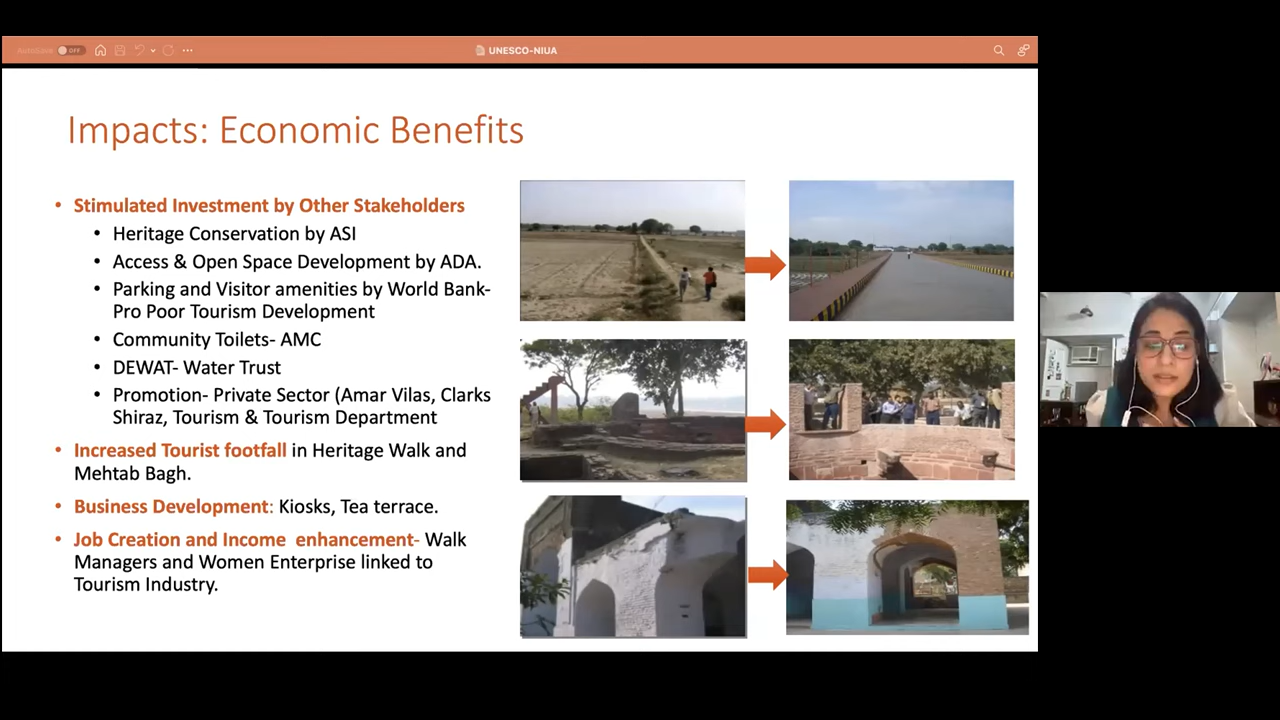 AutoSave OFF
UNESCO-NIUA
Impacts: Economic Benefits
• Stimulated Investment by Other Stakeholders
• Heritage Conservation by ASI
• Access & Open Space Development by ADA.
• Parking and Visitor amenities by World Bank-
Pro Poor Tourism Development
• Community Toilets- AMC
• DEWAT- Water Trust
• Promotion- Private Sector (Amar Vilas, Clarks
Shiraz, Tourism & Tourism Department
• Increased Tourist footfall in Heritage Walk and
Mehtab Bagh.
• Business Development: Kiosks, Tea terrace.
• Job Creation and Income enhancement- Walk
Managers and Women Enterprise linked to
Tourism Industry.